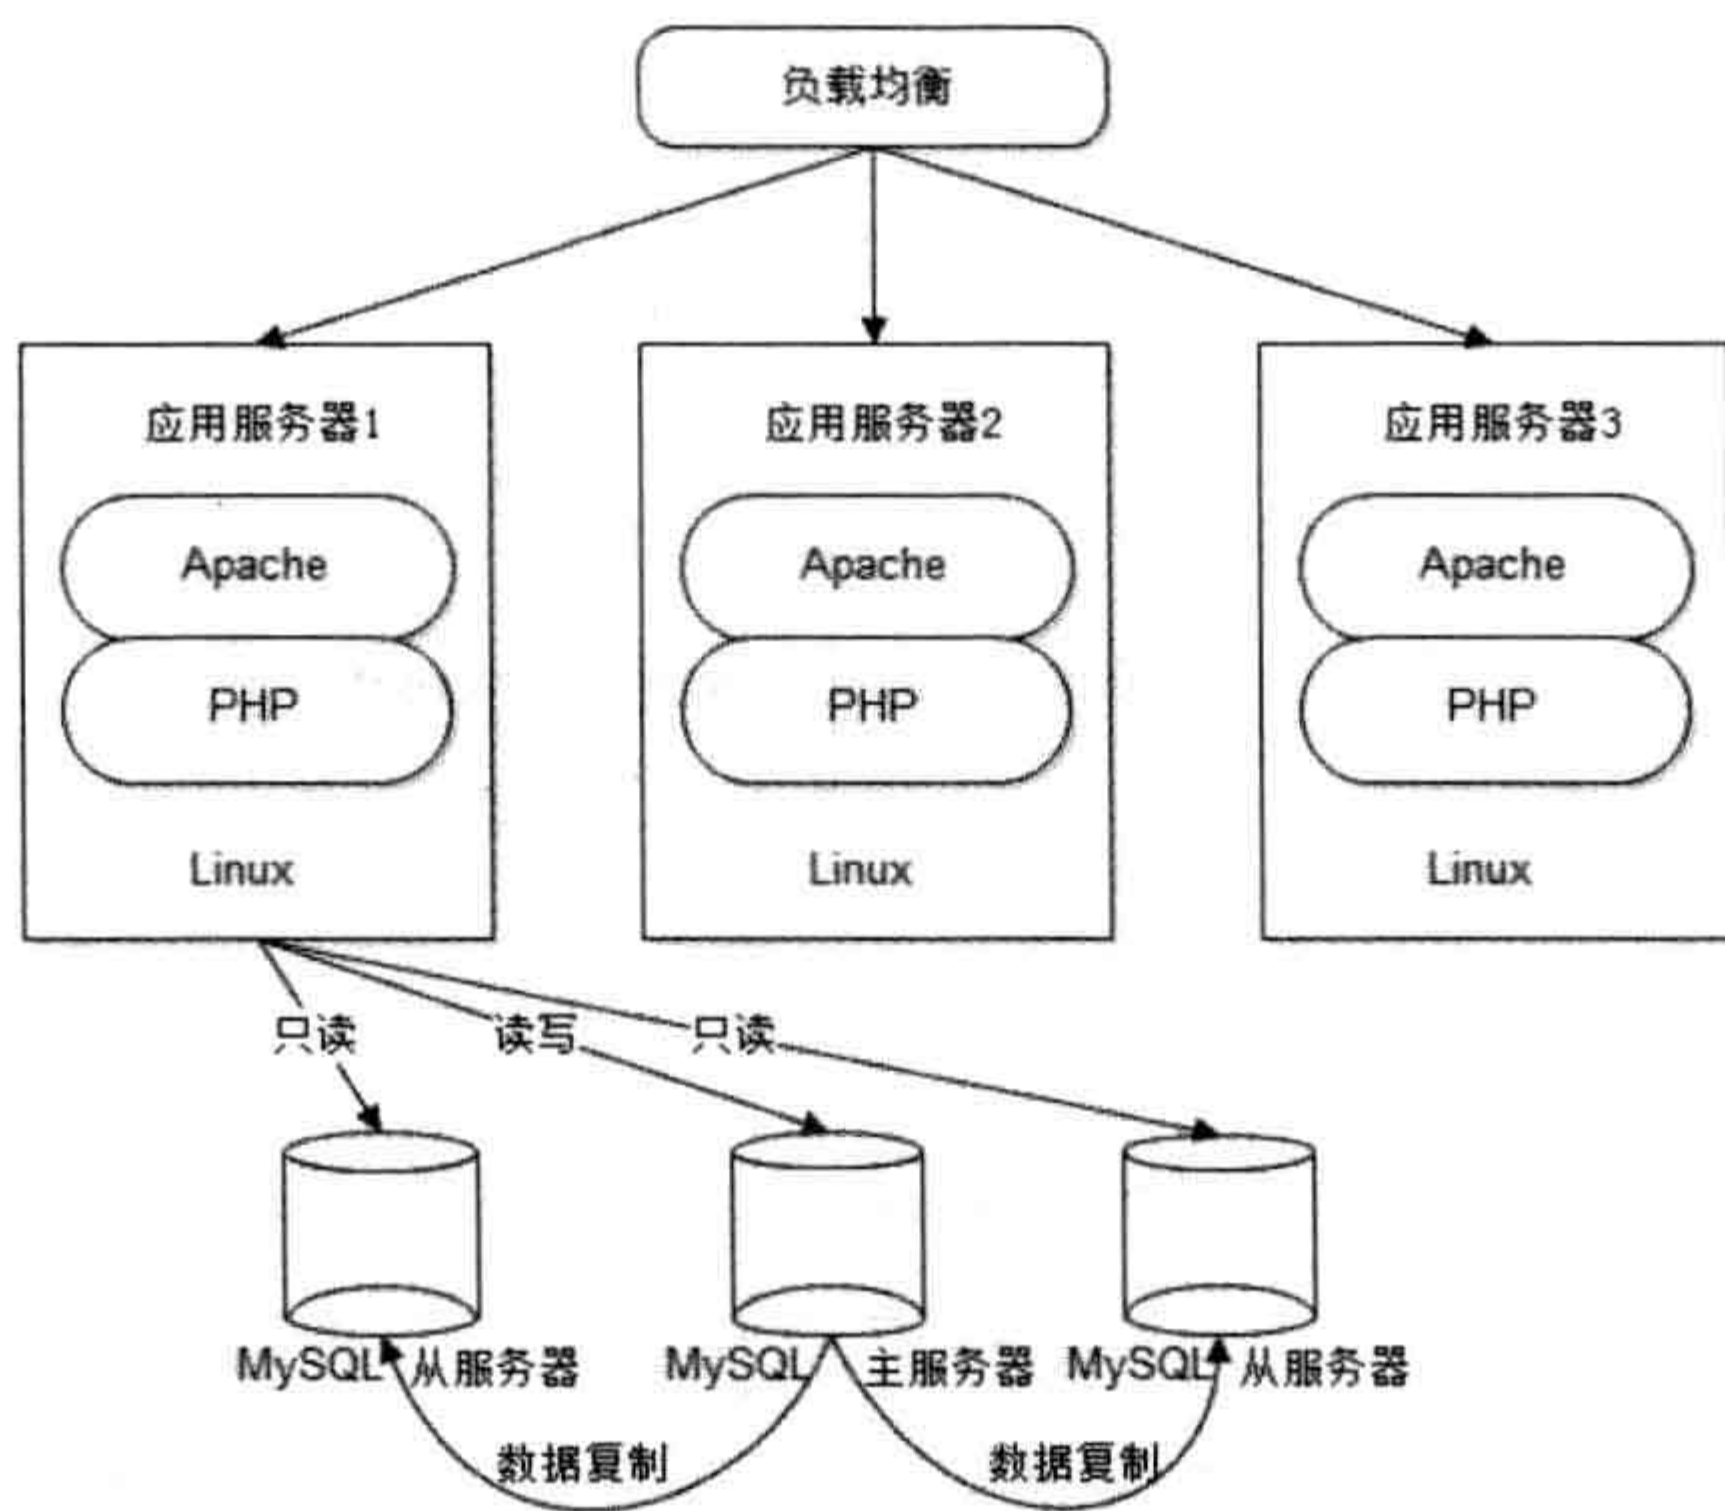 负载均衡
应用服务器1
应用服务器2
应用服务器3
Apache
Apache
Apache
PHP
PHP
PHP
Linux
Linux
Linux
只读
读写
只读
MySQL 从服务器
MySQL 主服务器
MySQL 从服务器
数据复制
数据复制